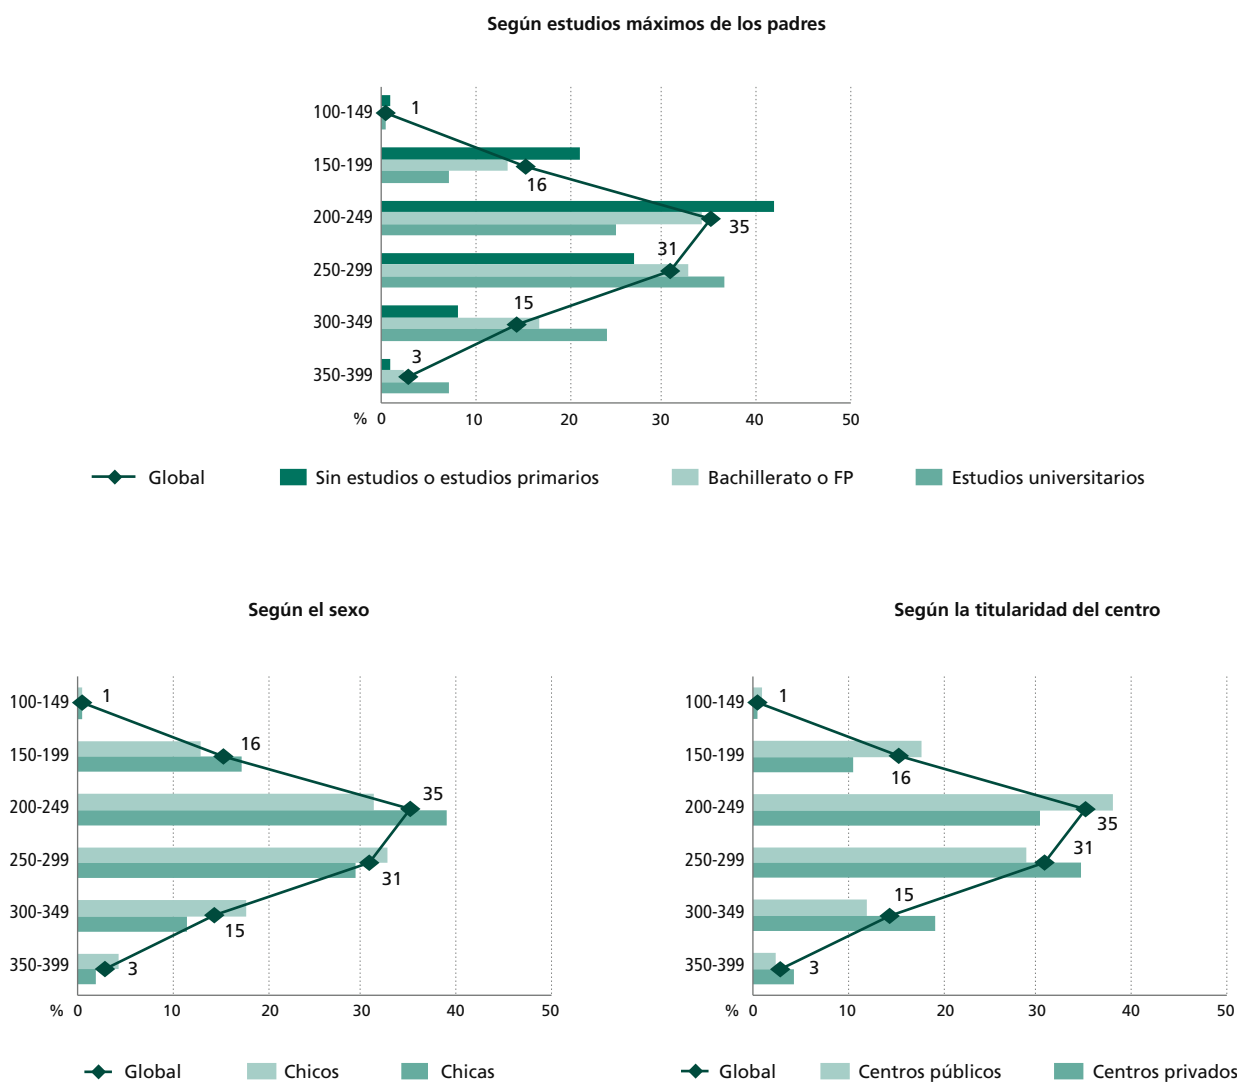 Según estudios máximos de los padres
100-149 1
150-199 16
200-249 35
250-299 31
300-349 15
350-399 3
% 0 10 20 30 40 50
Global Sin estudios o estudios primarios Bachillerato o FP Estudios universitarios
Según el sexo
100-149 1
150-199 16
200-249 35
250-299 31
300-349 15
350-399 3
% 0 10 20 30 40 50
Global Chicos Chicas
Según la titularidad del centro
100-149 1
150-199 16
200-249 35
250-299 31
300-349 15
350-399 3
% 0 10 20 30 40 50
Global Centros públicos Centros privados